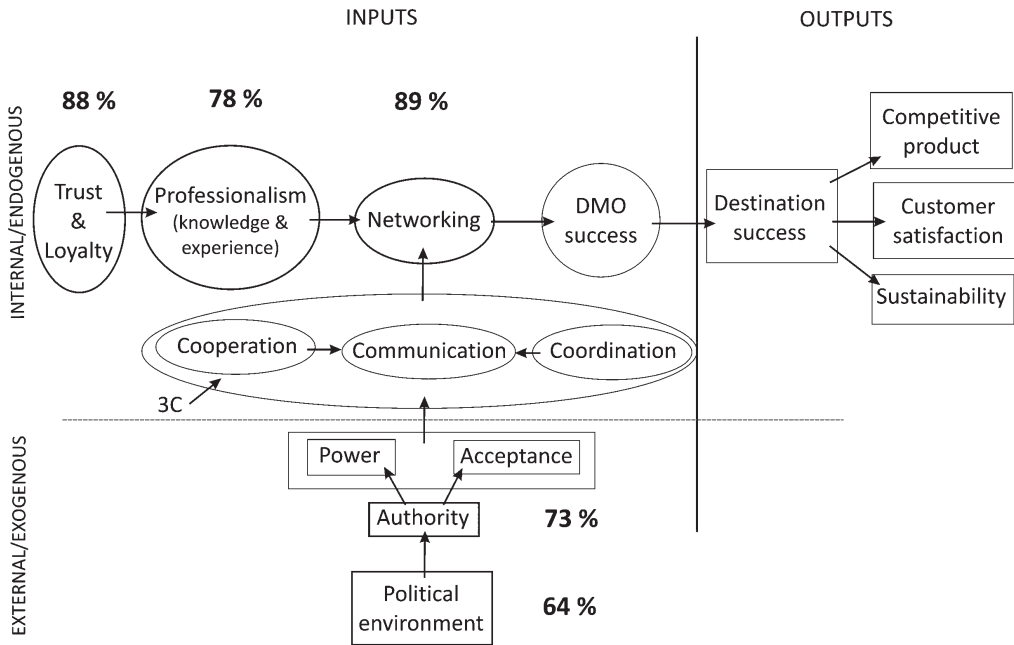 INPUTS
OUTPUTS
INTERNAL/ENDOGENOUS
88 %
78 %
89 %
Trust
&
Loyalty
Professionalism
(knowledge &
experience)
Networking
DMO
success
Destination
success
Competitive
product
Customer
satisfaction
Sustainability
Cooperation
Communication
Coordination
3C
EXTERNAL/EXOGENOUS
Power
Acceptance
Authority
73 %
Political
environment
64 %